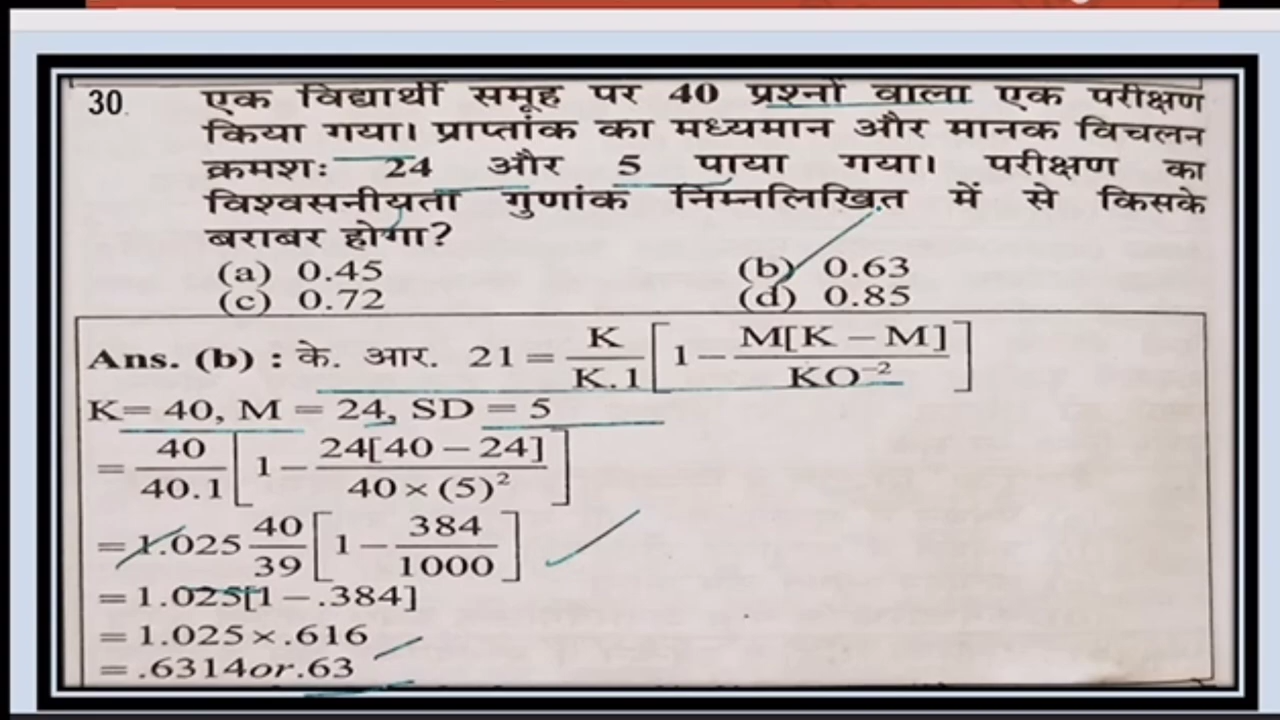 30. एक विद्यार्थी समूह पर 40 प्रश्नों वाला एक परीक्षण
किया गया। प्राप्तांक का मध्यमान और मानक विचलन
क्रमशः 24 और 5 पाया गया। परीक्षण का
विश्वसनीयता गुणांक निम्नलिखित में से किसके
बराबर होगा?
(a) 0.45 (b) 0.63
(c) 0.72 (d) 0.85
Ans. (b) : के. आर. 21 = K/K.1 [1 − M[K − M]/KO⁻²]
K= 40, M = 24, SD = 5
= 40/40.1 [1 − 24[40 − 24]/40 × (5)²]
= 1.025 40/39 [1 − 384/1000]
= 1.025[1 − .384]
= 1.025 × .616
= .6314or.63